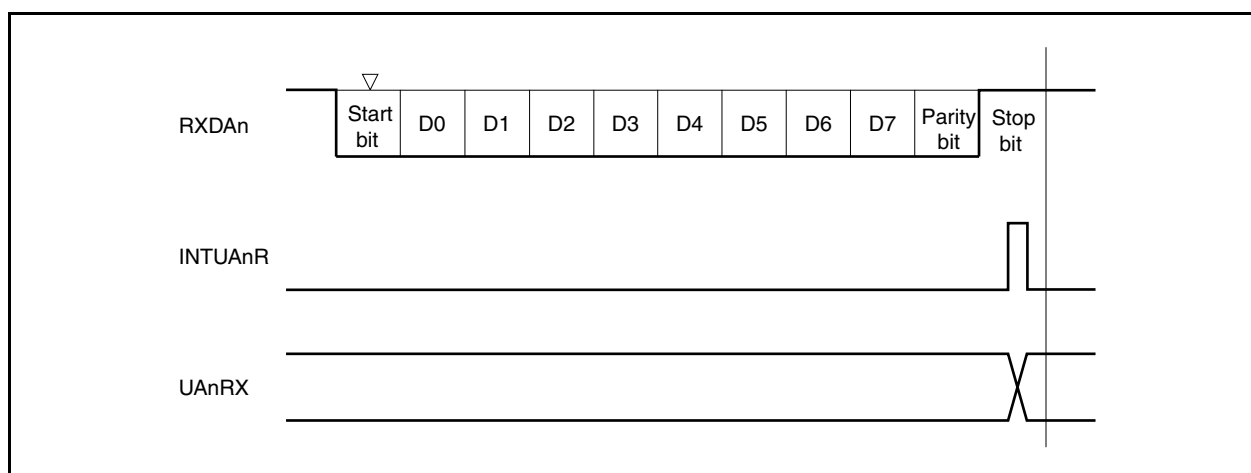 RXDAn
Start
bit
D0
D1
D2
D3
D4
D5
D6
D7
Parity
bit
Stop
bit
INTUAnR
UAnRX